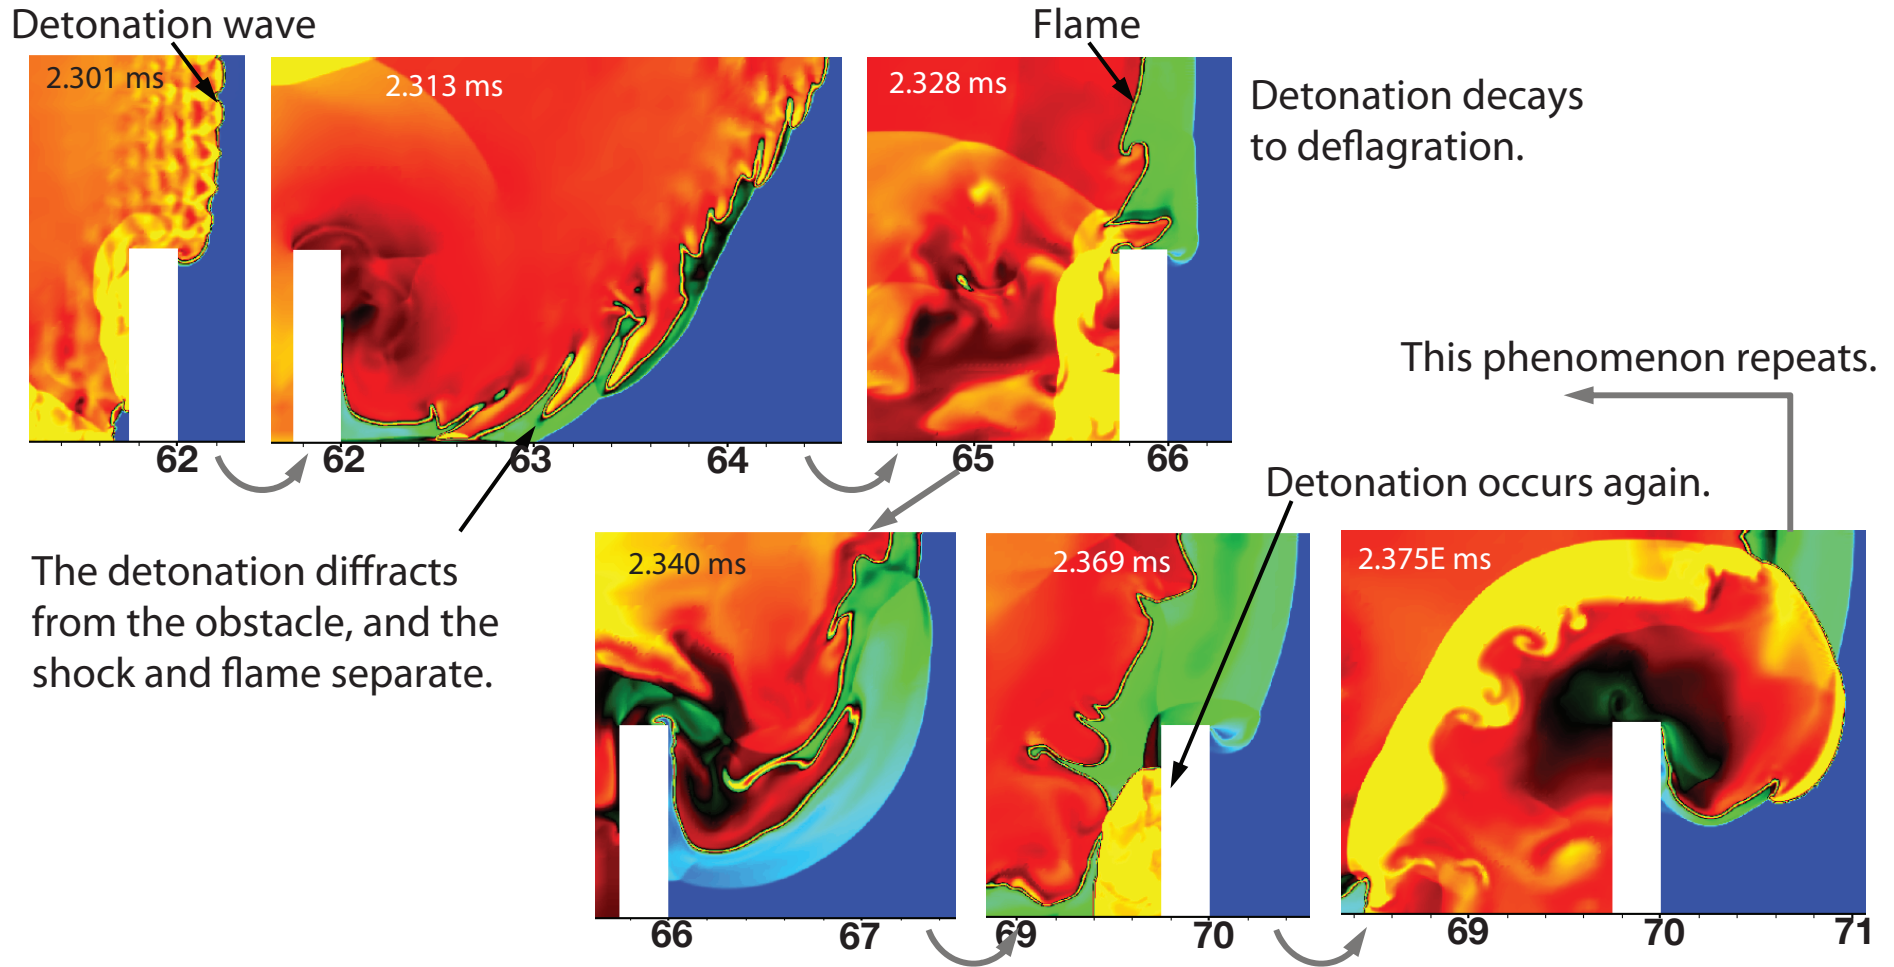 Detonation wave
Flame
2.301 ms
2.313 ms
2.328 ms
Detonation decays
to deflagration.
62
62
63
64
65
66
This phenomenon repeats.
Detonation occurs again.
The detonation diffracts
from the obstacle, and the
shock and flame separate.
2.340 ms
2.369 ms
2.375E ms
66
67
69
70
69
70
71